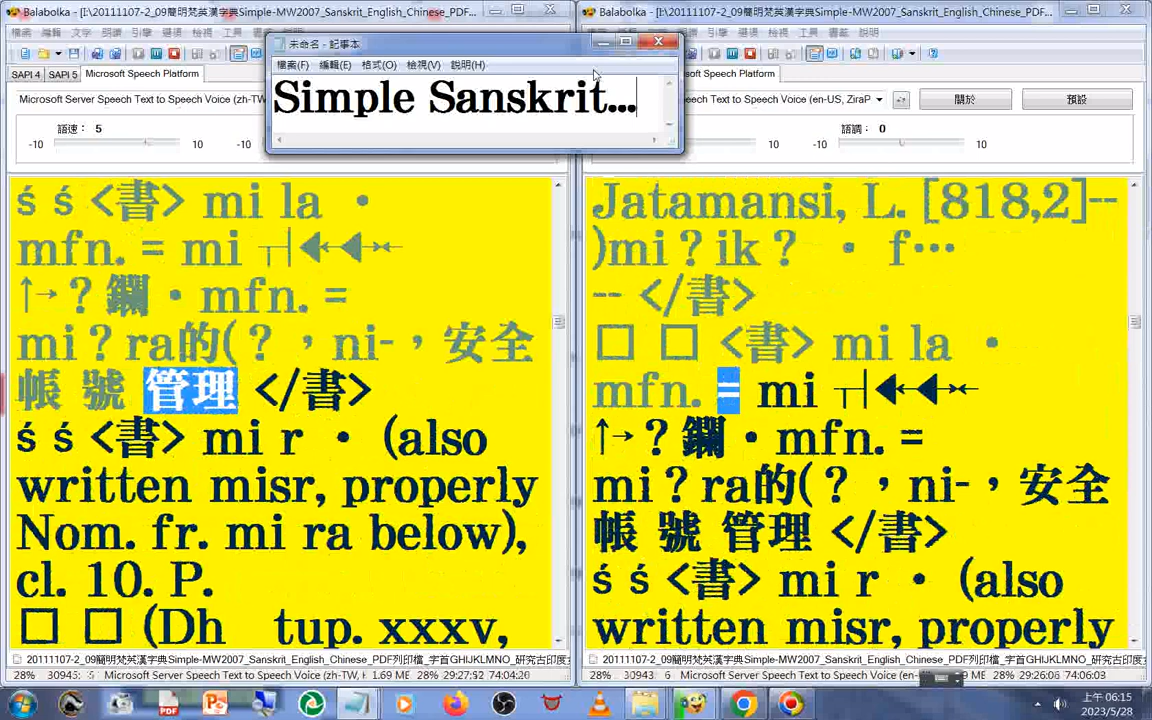 Balabolka - [I:\20111107-2_09簡明梵英漢字典Simple-MW2007_Sanskrit_English_Chinese_PDF...
Balabolka - [I:\20111107-2_09簡明梵英漢字典Simple-MW2007_Sanskrit_English_Chinese_PDF...
未命名 - 記事本
檔案(F) 編輯(E) 格式(O) 檢視(V) 說明(H)
Simple Sanskrit...
SAPI 4 SAPI 5 Microsoft Speech Platform
Speech Platform
Microsoft Server Speech Text to Speech Voice (zh-TW
ft Server Speech Text to Speech Voice (en-US, ZiraP
關於 預設
語速: 5
語調: 0
-10 10 -10
10 -10 10
ś ś <書> mi la •
mfn. = mi
↑→ ? 鑭 • mfn. =
mi ? ra的( ? , ni- , 安全
帳 號 管理 </書>
ś ś <書> mi r • (also
written misr, properly
Nom. fr. mi ra below),
cl. 10. P.
□ □ (Dh tup. xxxv,
Jatamansi, L. [818,2]--
)mi ? ik ? • f…
-- </書>
□ □ <書> mi la •
mfn. = mi
↑→ ? 鑭 • mfn. =
mi ? ra的( ? , ni- , 安全
帳 號 管理 </書>
ś ś <書> mi r • (also
written misr, properly
20111107-2_09簡明梵英漢字典Simple-MW2007_Sanskrit_English_Chinese_PDF列印檔_字首GHIJKLMNO_研究古印度
20111107-2_09簡明梵英漢字典Simple-MW2007_Sanskrit_English_Chinese_PDF列印檔_字首GHIJKLMNO_研究古印度
28% 30945: Microsoft Server Speech Text to Speech Voice (zh-TW, 1.69 ME 28% 29:27:52 74:04:20
28% 30943 Microsoft Server Speech Text to Speech Voice 28% 29:26:06 74:06:03
上午 06:15
2023/5/28